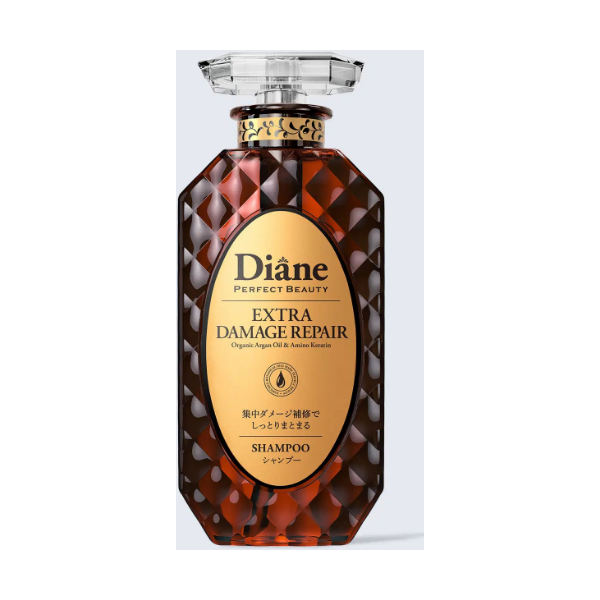 Diane
PERFECT BEAUTY
EXTRA
DAMAGE REPAIR
Organic Argan Oil & Amino Keratin
集中ダメージ補修で
しっとりまとまる
SHAMPOO
シャンプー